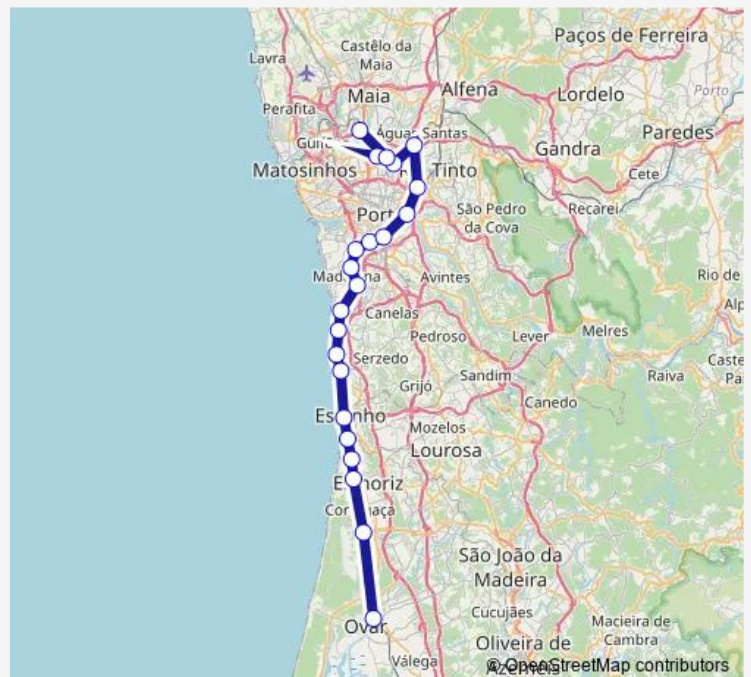 Paços de Ferreira
Castêlo da
Maia
Lavra
Alfena
Lordelo
Porto
Maia
Perafita
Águas Santas
Paredes
Gandra
Matosinhos
Tinto
Cete
São Pedro
da Cova
Recarei
Avintes
Rio de
Canelas
Pedroso
Lever
Melres
Serzedo
Sandim
Raiva
Grijó
Canedo
Mozelos
Lourosa
São João da
Madeira
Cucujães
Macieira de
Cambra
Ovar
Oliveira de
Azeméis
Válega
© OpenStreetMap contributors